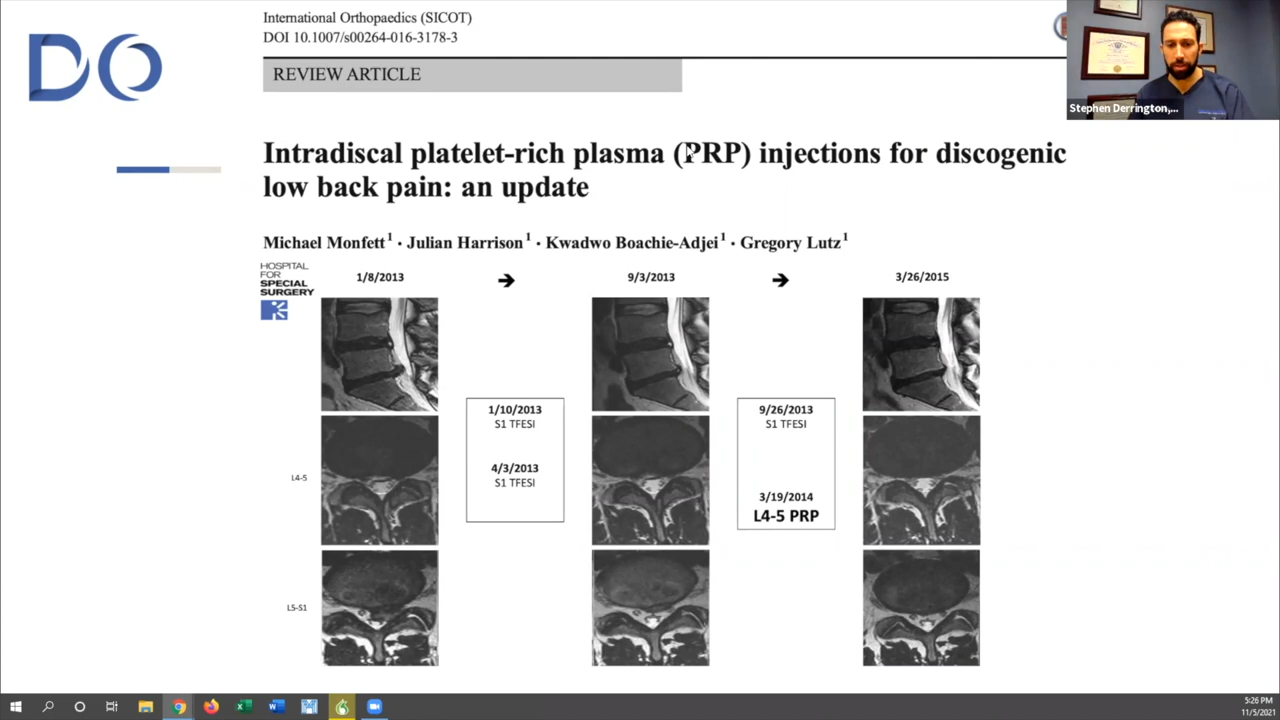 International Orthopaedics (SICOT)
DOI 10.1007/s00264-016-3178-3
REVIEW ARTICLE
DO
Stephen Derrington,...
Intradiscal platelet-rich plasma (PRP) injections for discogenic
low back pain: an update
Michael Monfett1 · Julian Harrison1 · Kwadwo Boachie-Adjei1 · Gregory Lutz1
HOSPITAL
FOR
SPECIAL
SURGERY
1/8/2013 → 9/3/2013 → 3/26/2015
1/10/2013
S1 TFESI
4/3/2013
S1 TFESI
9/26/2013
S1 TFESI
3/19/2014
L4-5 PRP
L4-5
L5-S1
5:26 PM
11/5/2021